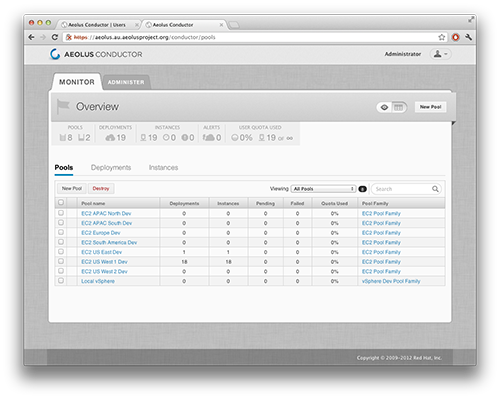 Aeolus Conductor | Users
Aeolus Conductor
https://aeolus.au.aeolusproject.org/conductor/pools
AEOLUS CONDUCTOR
Administrator
MONITOR
ADMINISTER
Overview
New Pool
POOLS DEPLOYMENTS INSTANCES ALERTS USER QUOTA USED
8 2 19 19 0 0 0 0% 19 or ∞
Pools Deployments Instances
New Pool Destroy Viewing All Pools Search
Pool name Deployments Instances Pending Failed Quota Used Pool Family
EC2 APAC North Dev 0 0 0 0 0% EC2 Pool Family
EC2 APAC South Dev 0 0 0 0 0% EC2 Pool Family
EC2 Europe Dev 0 0 0 0 0% EC2 Pool Family
EC2 South America Dev 0 0 0 0 0% EC2 Pool Family
EC2 US East Dev 1 1 0 0 0% EC2 Pool Family
EC2 US West 1 Dev 18 18 0 0 0% EC2 Pool Family
EC2 US West 2 Dev 0 0 0 0 0% EC2 Pool Family
Local vSphere 0 0 0 0 0% vSphere Dev Pool Family
Copyright © 2009-2012 Red Hat, Inc.